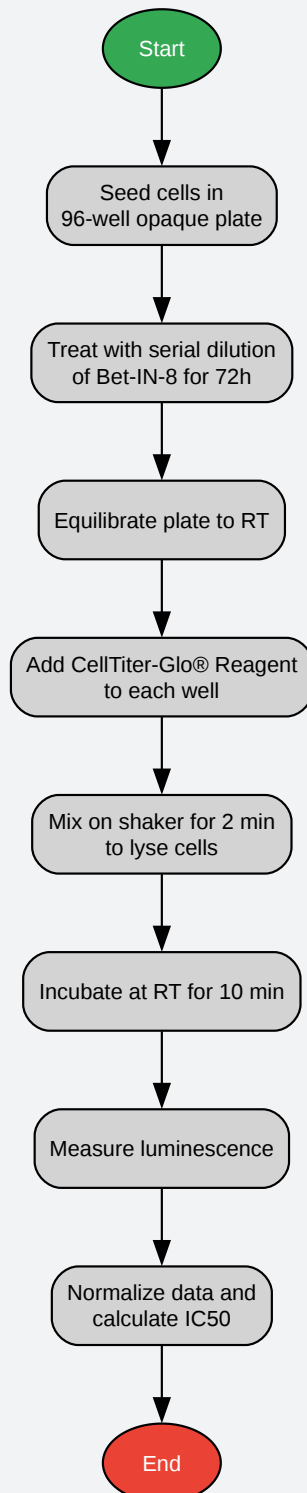 Start
Seed cells in
96-well opaque plate
Treat with serial dilution
of Bet-IN-8 for 72h
Equilibrate plate to RT
Add CellTiter-Glo® Reagent
to each well
Mix on shaker for 2 min
to lyse cells
Incubate at RT for 10 min
Measure luminescence
Normalize data and
calculate IC50
End